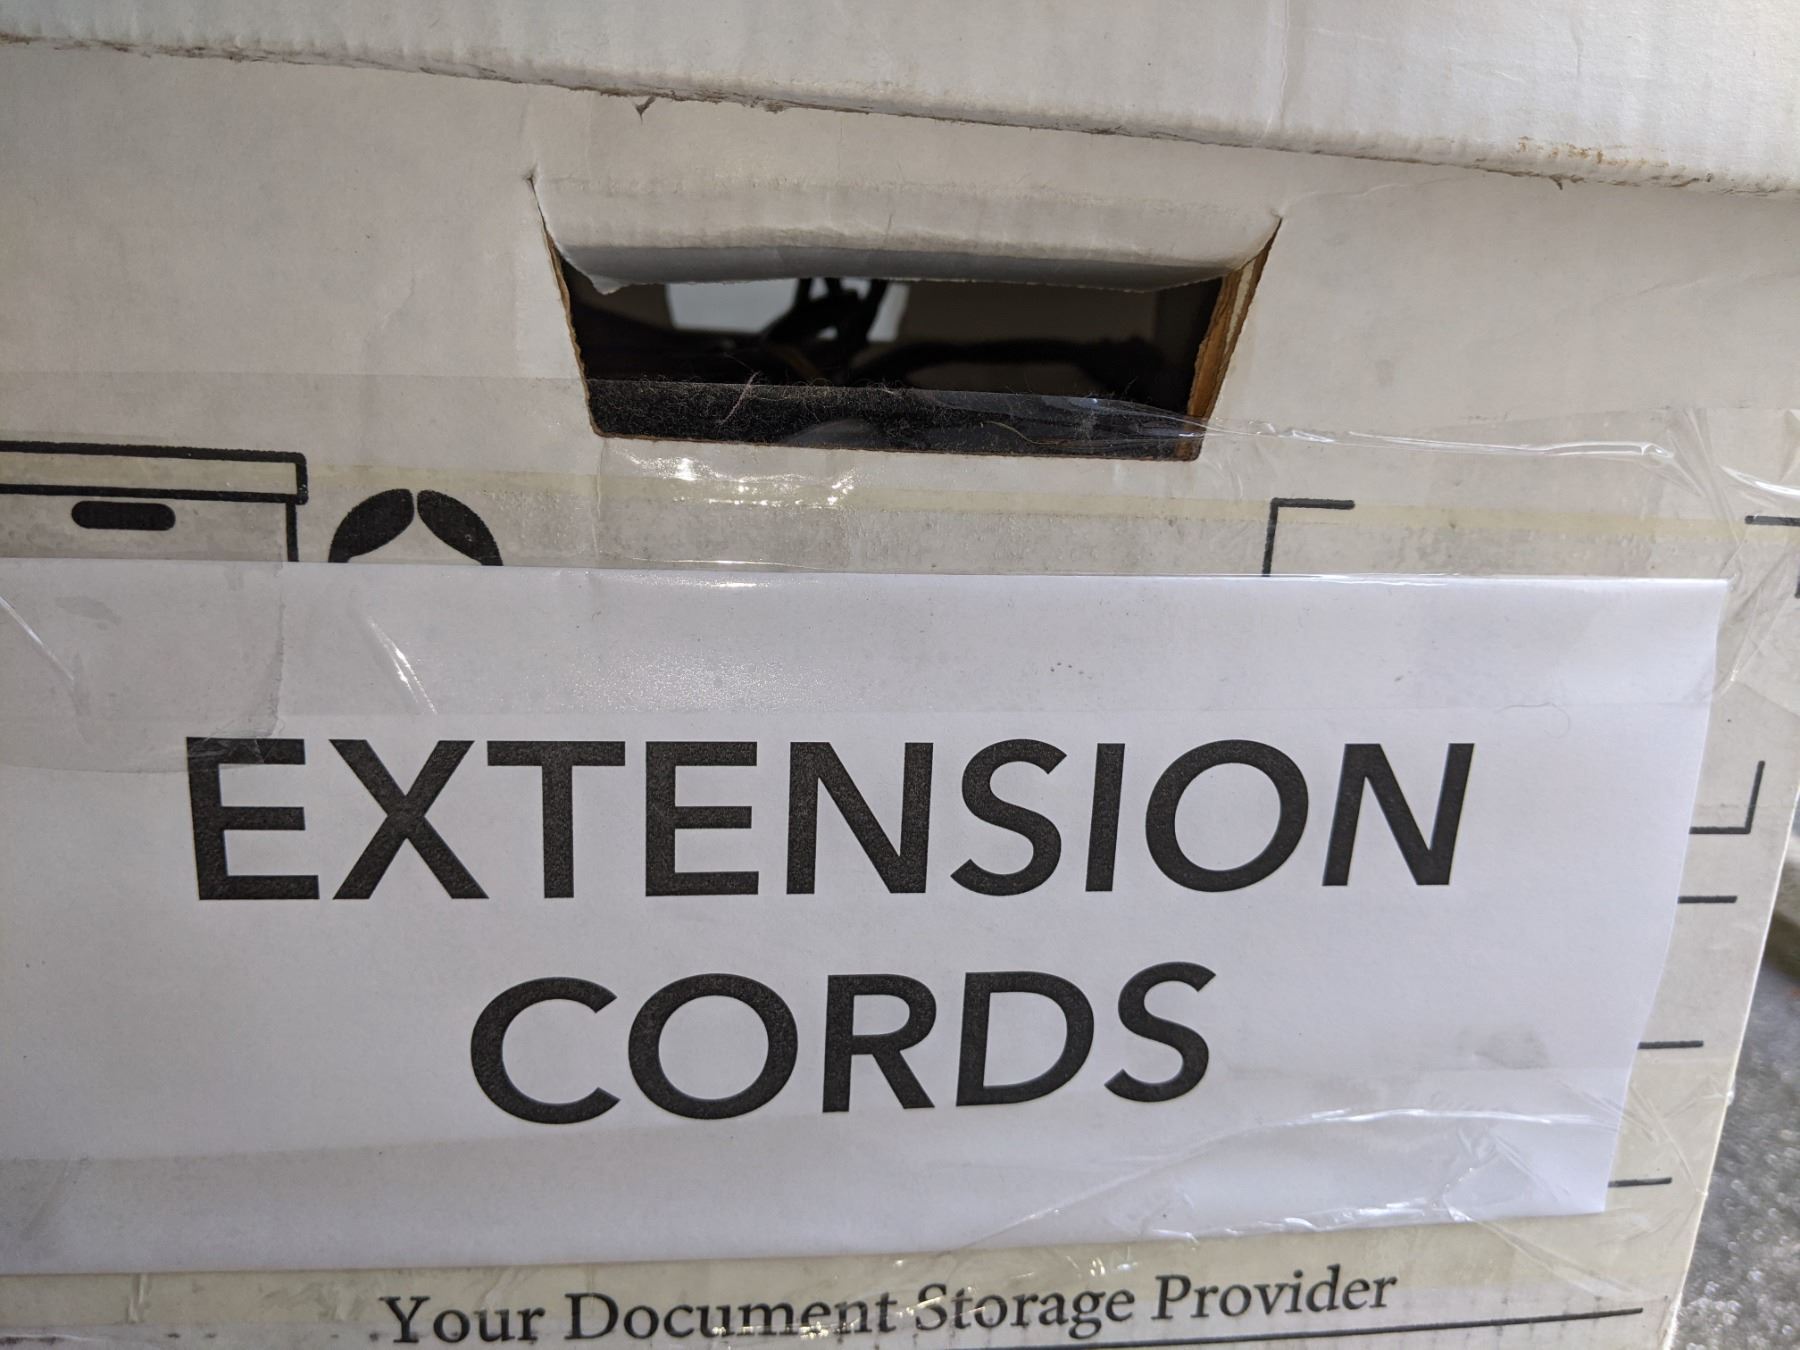 EXTENSION
CORDS
Your Document Storage Provider